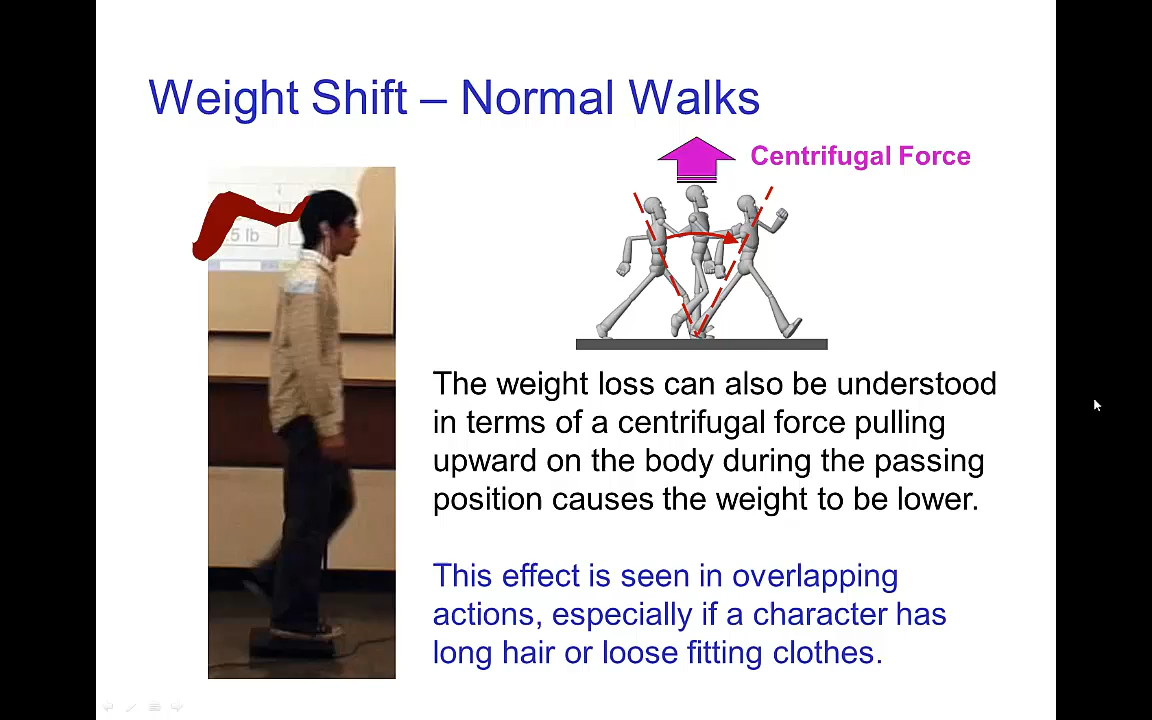 Weight Shift – Normal Walks
Centrifugal Force
5 lb
The weight loss can also be understood
in terms of a centrifugal force pulling
upward on the body during the passing
position causes the weight to be lower.
This effect is seen in overlapping
actions, especially if a character has
long hair or loose fitting clothes.